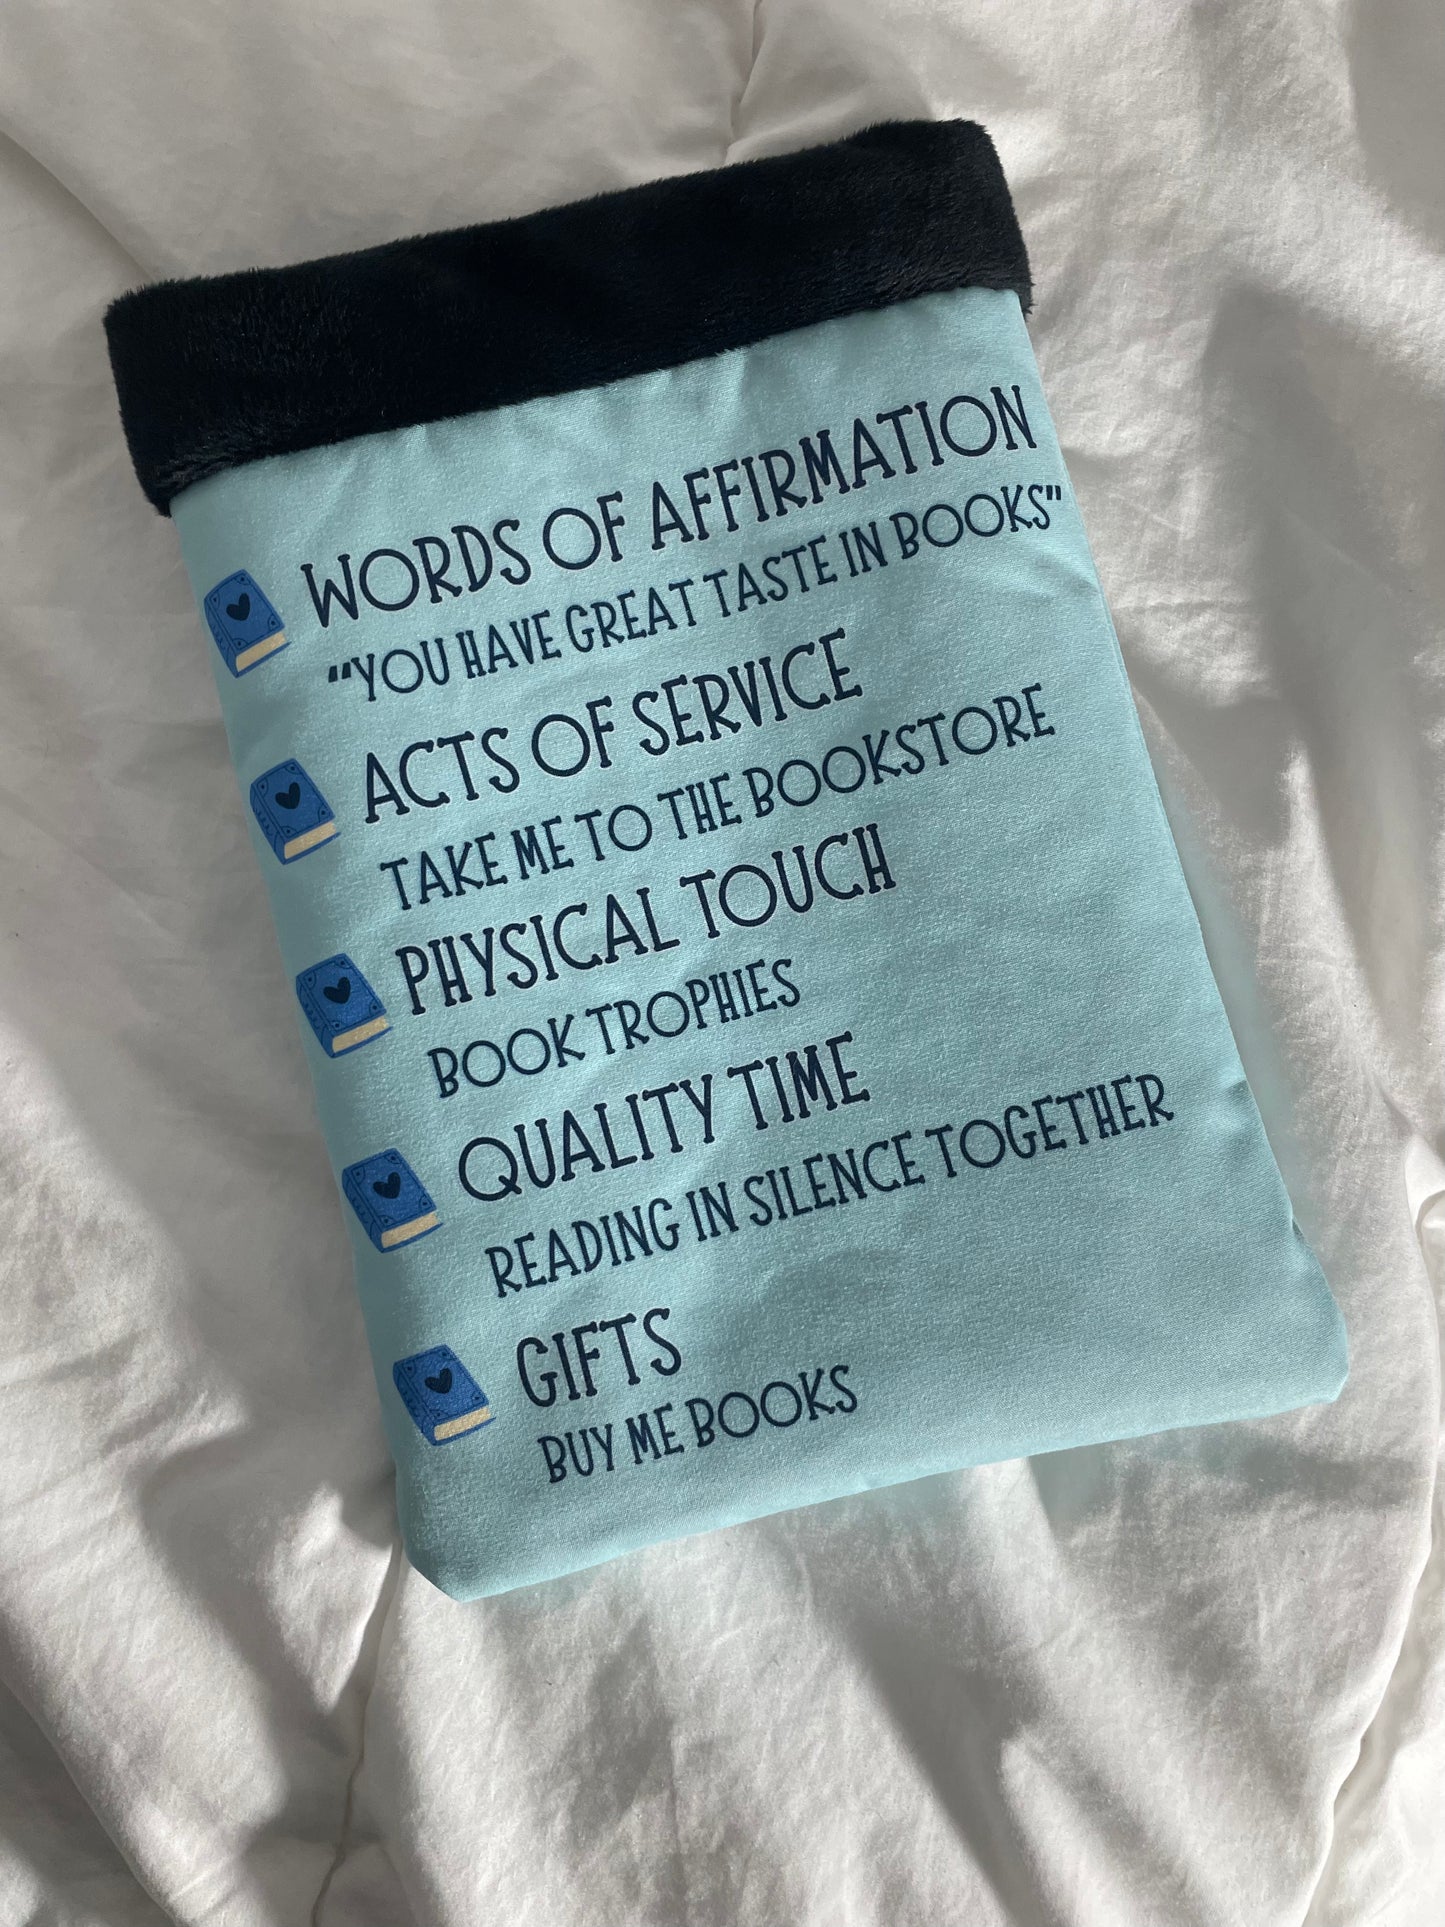 WORDS OF AFFIRMATION
"YOU HAVE GREAT TASTE IN BOOKS"
ACTS OF SERVICE
TAKE ME TO THE BOOKSTORE
PHYSICAL TOUCH
BOOK TROPHIES
QUALITY TIME
READING IN SILENCE TOGETHER
GIFTS
BUY ME BOOKS